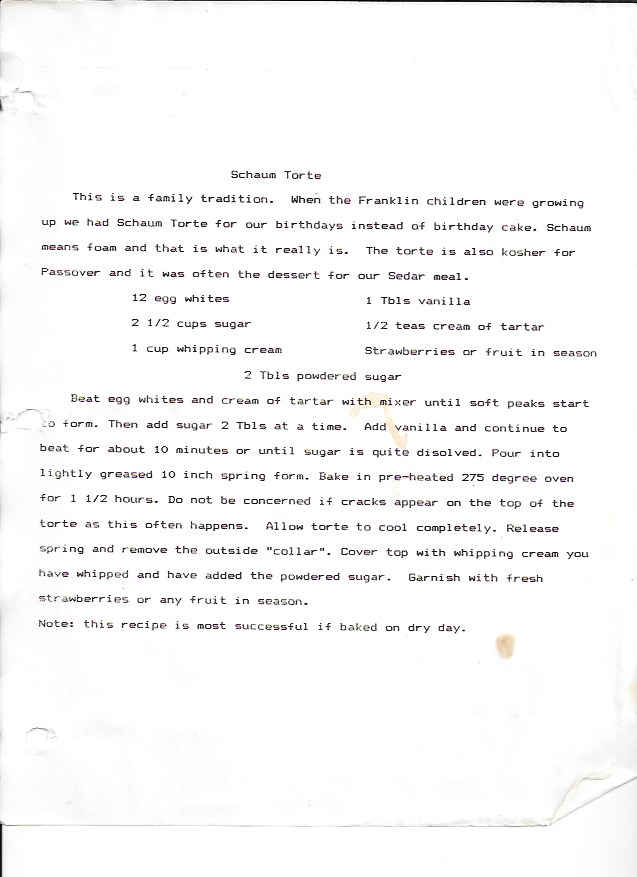 Schaum Torte
This is a family tradition. When the Franklin children were growing
up we had Schaum Torte for our birthdays instead of birthday cake. Schaum
means foam and that is what it really is. The torte is also kosher for
Passover and it was often the dessert for our Sedar meal.
12 egg whites 1 Tbls vanilla
2 1/2 cups sugar 1/2 teas cream of tartar
1 cup whipping cream Strawberries or fruit in season
2 Tbls powdered sugar
Beat egg whites and cream of tartar with mixer until soft peaks start
to form. Then add sugar 2 Tbls at a time. Add vanilla and continue to
beat for about 10 minutes or until sugar is quite disolved. Pour into
lightly greased 10 inch spring form. Bake in pre-heated 275 degree oven
for 1 1/2 hours. Do not be concerned if cracks appear on the top of the
torte as this often happens. Allow torte to cool completely. Release
spring and remove the outside "collar". Cover top with whipping cream you
have whipped and have added the powdered sugar. Garnish with fresh
strawberries or any fruit in season.
Note: this recipe is most successful if baked on dry day.